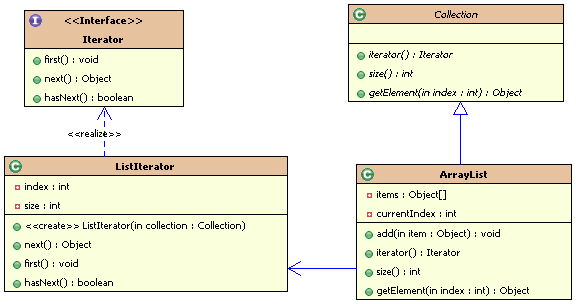 I
<<Interface>>
Iterator
first() : void
next() : Object
hasNext() : boolean
C
Collection
iterator() : Iterator
size() : int
getElement(in index : int) : Object
<<realize>>
C
ListIterator
index : int
size : int
<<create>> ListIterator(in collection : Collection)
next() : Object
first() : void
hasNext() : boolean
C
ArrayList
items : Object[]
currentIndex : int
add(in item : Object) : void
iterator() : Iterator
size() : int
getElement(in index : int) : Object